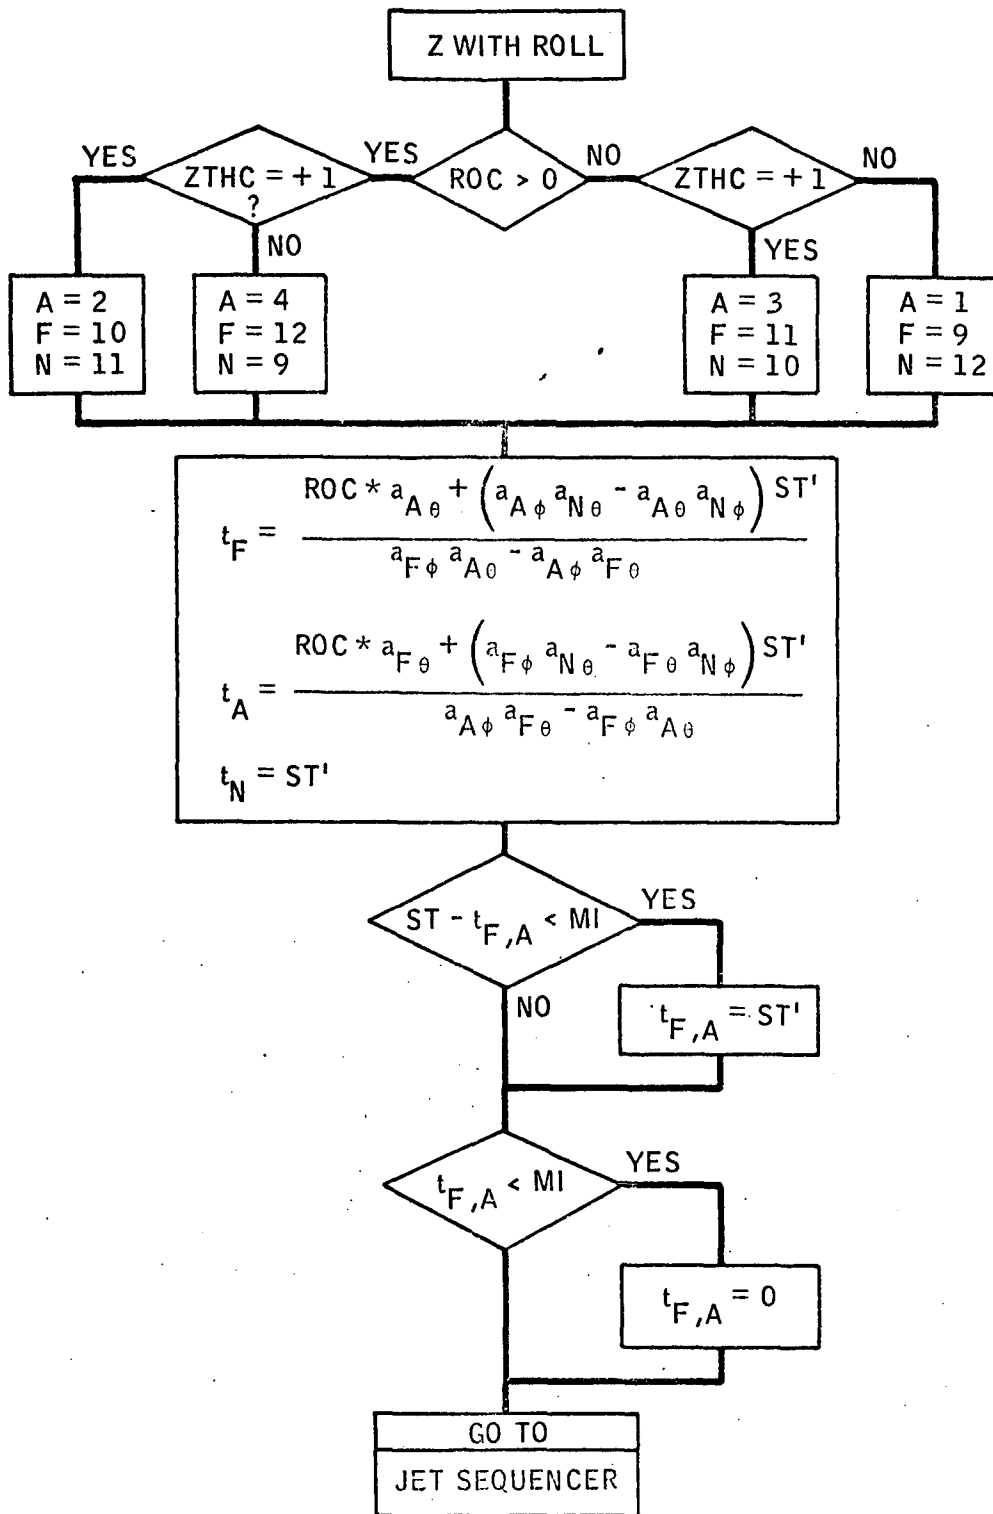 Z WITH ROLL
YES
ZTHC = + 1
?
YES
ROC > 0
NO
ZTHC = + 1
NO
NO
YES
A = 2
F = 10
N = 11
A = 4
F = 12
N = 9
A = 3
F = 11
N = 10
A = 1
F = 9
N = 12
t_F = (ROC * a_Aθ + (a_Aϕ a_Nθ - a_Aθ a_Nϕ) ST') / (a_Fϕ a_Aθ - a_Aϕ a_Fθ)
t_A = (ROC * a_Fθ + (a_Fϕ a_Nθ - a_Fθ a_Nϕ) ST') / (a_Aϕ a_Fθ - a_Fϕ a_Aθ)
t_N = ST'
ST - t_F,A < MI
YES
NO
t_F,A = ST'
t_F,A < MI
YES
t_F,A = 0
GO TO
JET SEQUENCER